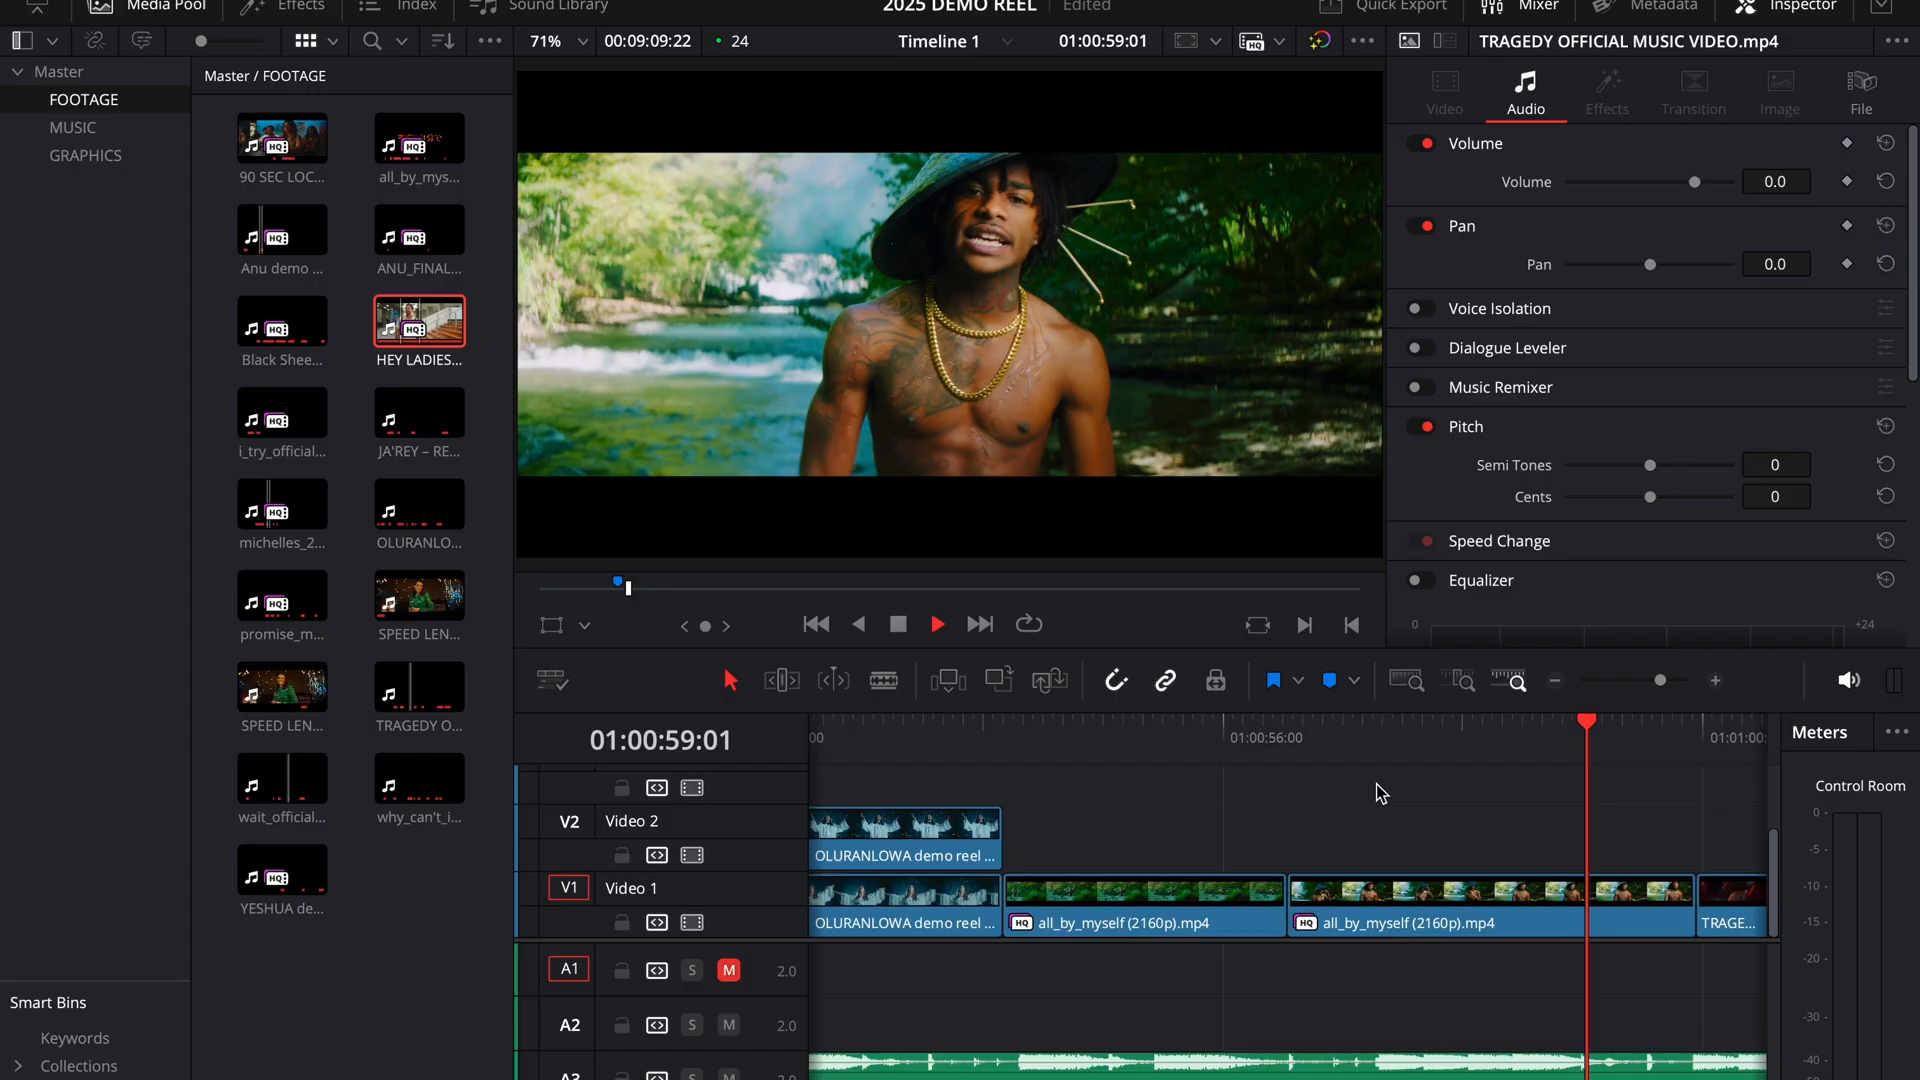 Media Pool
Effects
Index
Sound Library
2025 DEMO REEL
Edited
Quick Export
Mixer
Metadata
Inspector
71%
00:09:09:22
24
Timeline 1
01:00:59:01
TRAGEDY OFFICIAL MUSIC VIDEO.mp4
Master
FOOTAGE
MUSIC
GRAPHICS
Master / FOOTAGE
90 SEC LOC...
all_by_mys...
Anu demo ...
ANU_FINAL...
Black Shee...
HEY LADIES...
i_try_official...
JA'REY – RE...
michelles_2...
OLURANLO...
promise_m...
SPEED LEN...
SPEED LEN...
TRAGEDY O...
wait_official...
why_can't_i...
YESHUA de...
Smart Bins
Keywords
Collections
Video
Audio
Effects
Transition
Image
File
Volume
Volume 0.0
Pan
Pan 0.0
Voice Isolation
Dialogue Leveler
Music Remixer
Pitch
Semi Tones 0
Cents 0
Speed Change
Equalizer
0
+24
01:00:59:01
00
01:00:56:00
01:01:00:
V2 Video 2
OLURANLOWA demo reel ...
V1 Video 1
OLURANLOWA demo reel ...
HQ all_by_myself (2160p).mp4
HQ all_by_myself (2160p).mp4
TRAGE...
A1 S M 2.0
A2 S M 2.0
Meters
Control Room
0 -
-5 -
-10 -
-15 -
-20 -
-30 -
-40 -